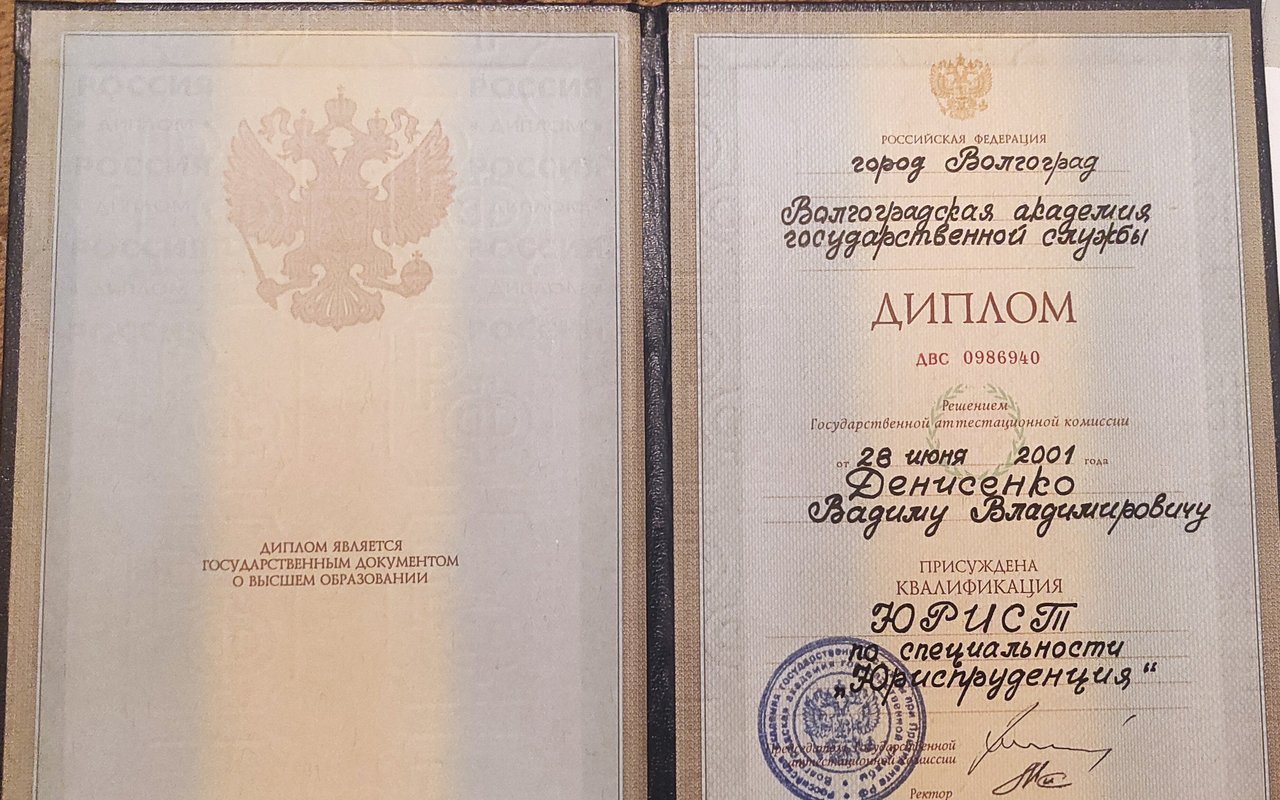 ДИПЛОМ ЯВЛЯЕТСЯ
ГОСУДАРСТВЕННЫМ ДОКУМЕНТОМ
О ВЫСШЕМ ОБРАЗОВАНИИ
РОССИЙСКАЯ ФЕДЕРАЦИЯ
город Волгоград
Волгоградская академия
государственной службы
ДИПЛОМ
ДВС 0986940
Решением
Государственной аттестационной комиссии
от 28 июня 2001 года
Денисенко
Вадиму Владимировичу
ПРИСУЖДЕНА
КВАЛИФИКАЦИЯ
ЮРИСТ
по специальности
„Юриспруденция“
Председатель Государственной
аттестационной комиссии
Ректор